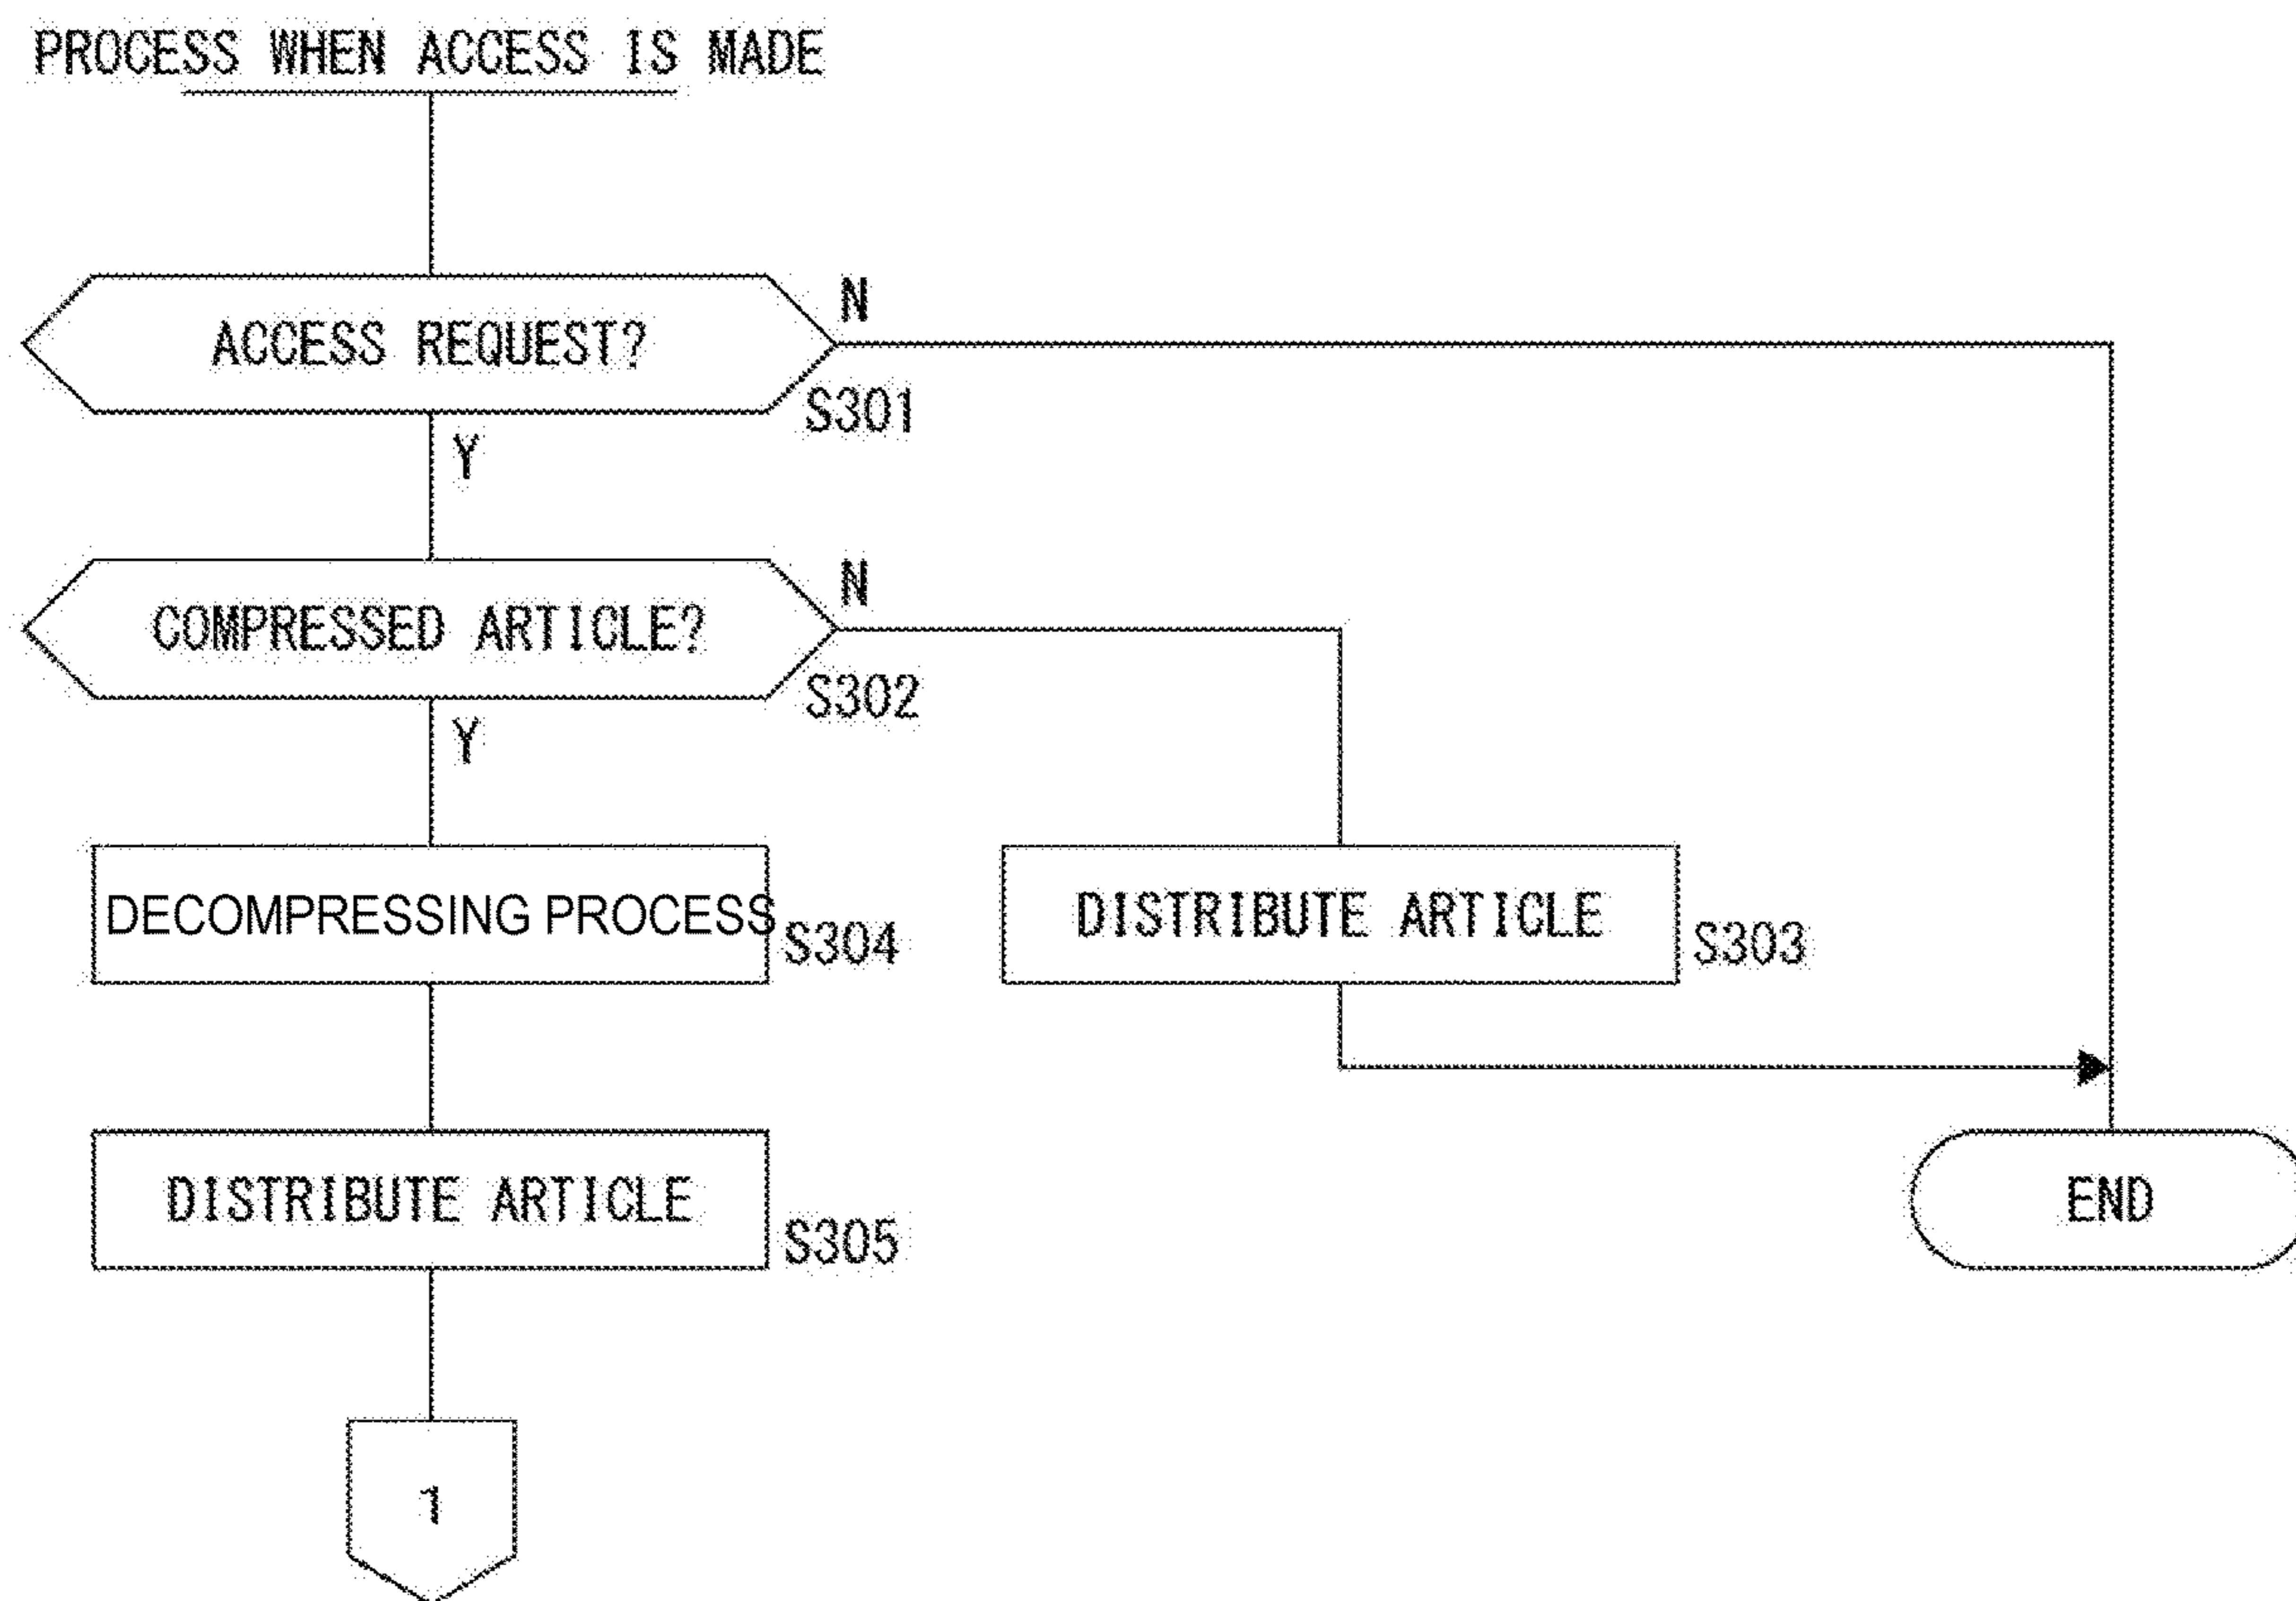 PROCESS WHEN ACCESS IS MADE
ACCESS REQUEST?
N
S301
Y
COMPRESSED ARTICLE?
N
S302
Y
DECOMPRESSING PROCESS
S304
DISTRIBUTE ARTICLE
S303
DISTRIBUTE ARTICLE
S305
END
1